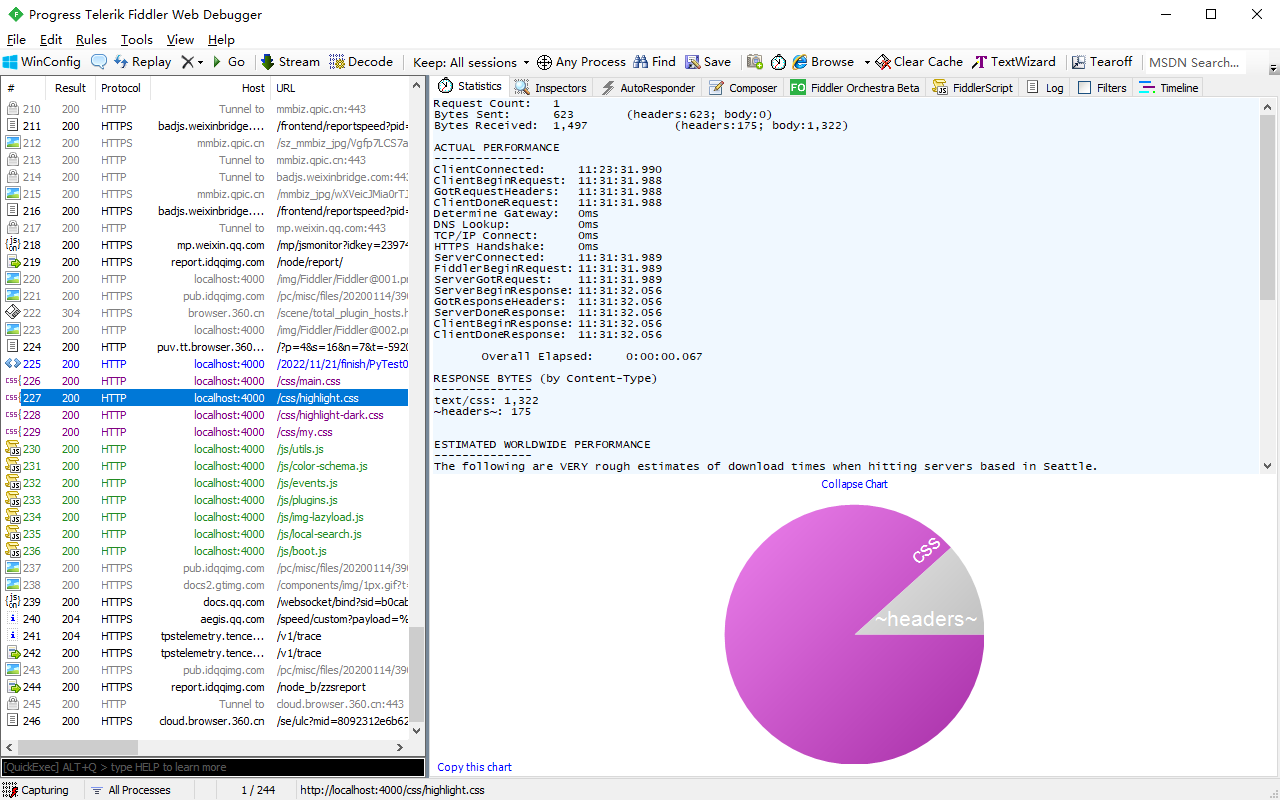 Progress Telerik Fiddler Web Debugger
File Edit Rules Tools View Help
WinConfig Replay Go Stream Decode Keep: All sessions Any Process Find Save Browse Clear Cache TextWizard Tearoff MSDN Search...
# Result Protocol Host URL
210 200 HTTP Tunnel to mmbiz.qpic.cn:443
211 200 HTTPS badjs.weixinbridge.... /frontend/reportspeed?pid=
212 200 HTTPS mmbiz.qpic.cn /sz_mmbiz_jpg/Vgfp7LCS7a
213 200 HTTP Tunnel to mmbiz.qpic.cn:443
214 200 HTTP Tunnel to badjs.weixinbridge.com:443
215 200 HTTPS mmbiz.qpic.cn /mmbiz_jpg/wXVeicJMia0rTJ
216 200 HTTPS badjs.weixinbridge.... /frontend/reportspeed?pid=
217 200 HTTP Tunnel to mp.weixin.qq.com:443
218 200 HTTPS mp.weixin.qq.com /mp/jsmonitor?idkey=23974
219 200 HTTP report.idqqimg.com /node/report/
220 200 HTTP localhost:4000 /img/Fiddler/Fiddler@001.pr
221 200 HTTPS pub.idqqimg.com /pc/misc/files/20200114/390
222 304 HTTPS browser.360.cn /scene/total_plugin_hosts.h
223 200 HTTP localhost:4000 /img/Fiddler/Fiddler@002.pr
224 200 HTTP puv.tt.browser.360... /?p=4&s=16&n=7&t=-5920
225 200 HTTP localhost:4000 /2022/11/21/finish/PyTest0
226 200 HTTP localhost:4000 /css/main.css
227 200 HTTP localhost:4000 /css/highlight.css
228 200 HTTP localhost:4000 /css/highlight-dark.css
229 200 HTTP localhost:4000 /css/my.css
230 200 HTTP localhost:4000 /js/utils.js
231 200 HTTP localhost:4000 /js/color-schema.js
232 200 HTTP localhost:4000 /js/events.js
233 200 HTTP localhost:4000 /js/plugins.js
234 200 HTTP localhost:4000 /js/img-lazyload.js
235 200 HTTP localhost:4000 /js/local-search.js
236 200 HTTP localhost:4000 /js/boot.js
237 200 HTTPS pub.idqqimg.com /pc/misc/files/20200114/390
238 200 HTTPS docs2.gtimg.com /components/img/1px.gif?t=
239 200 HTTPS docs.qq.com /websocket/bind?sid=b0cab
240 204 HTTPS aegis.qq.com /speed/custom?payload=%
241 204 HTTPS tpstelemetry.tence... /v1/trace
242 200 HTTPS tpstelemetry.tence... /v1/trace
243 200 HTTPS pub.idqqimg.com /pc/misc/files/20200114/390
244 200 HTTPS report.idqqimg.com /node_b/zzsreport
245 200 HTTP Tunnel to cloud.browser.360.cn:443
246 200 HTTPS cloud.browser.360.cn /se/ulc?mid=8092312e6b62
[QuickExec] ALT+Q > type HELP to learn more
Statistics Inspectors AutoResponder Composer FO Fiddler Orchestra Beta FiddlerScript Log Filters Timeline
Request Count: 1
Bytes Sent: 623 (headers:623; body:0)
Bytes Received: 1,497 (headers:175; body:1,322)
ACTUAL PERFORMANCE
--------------
ClientConnected: 11:23:31.990
ClientBeginRequest: 11:31:31.988
GotRequestHeaders: 11:31:31.988
ClientDoneRequest: 11:31:31.988
Determine Gateway: 0ms
DNS Lookup: 0ms
TCP/IP Connect: 0ms
HTTPS Handshake: 0ms
ServerConnected: 11:31:31.989
FiddlerBeginRequest: 11:31:31.989
ServerGotRequest: 11:31:31.989
ServerBeginResponse: 11:31:32.056
GotResponseHeaders: 11:31:32.056
ServerDoneResponse: 11:31:32.056
ClientBeginResponse: 11:31:32.056
ClientDoneResponse: 11:31:32.056
Overall Elapsed: 0:00:00.067
RESPONSE BYTES (by Content-Type)
--------------
text/css: 1,322
~headers~: 175
ESTIMATED WORLDWIDE PERFORMANCE
--------------
The following are VERY rough estimates of download times when hitting servers based in Seattle.
Collapse Chart
css
~headers~
Copy this chart
Capturing All Processes 1 / 244 http://localhost:4000/css/highlight.css